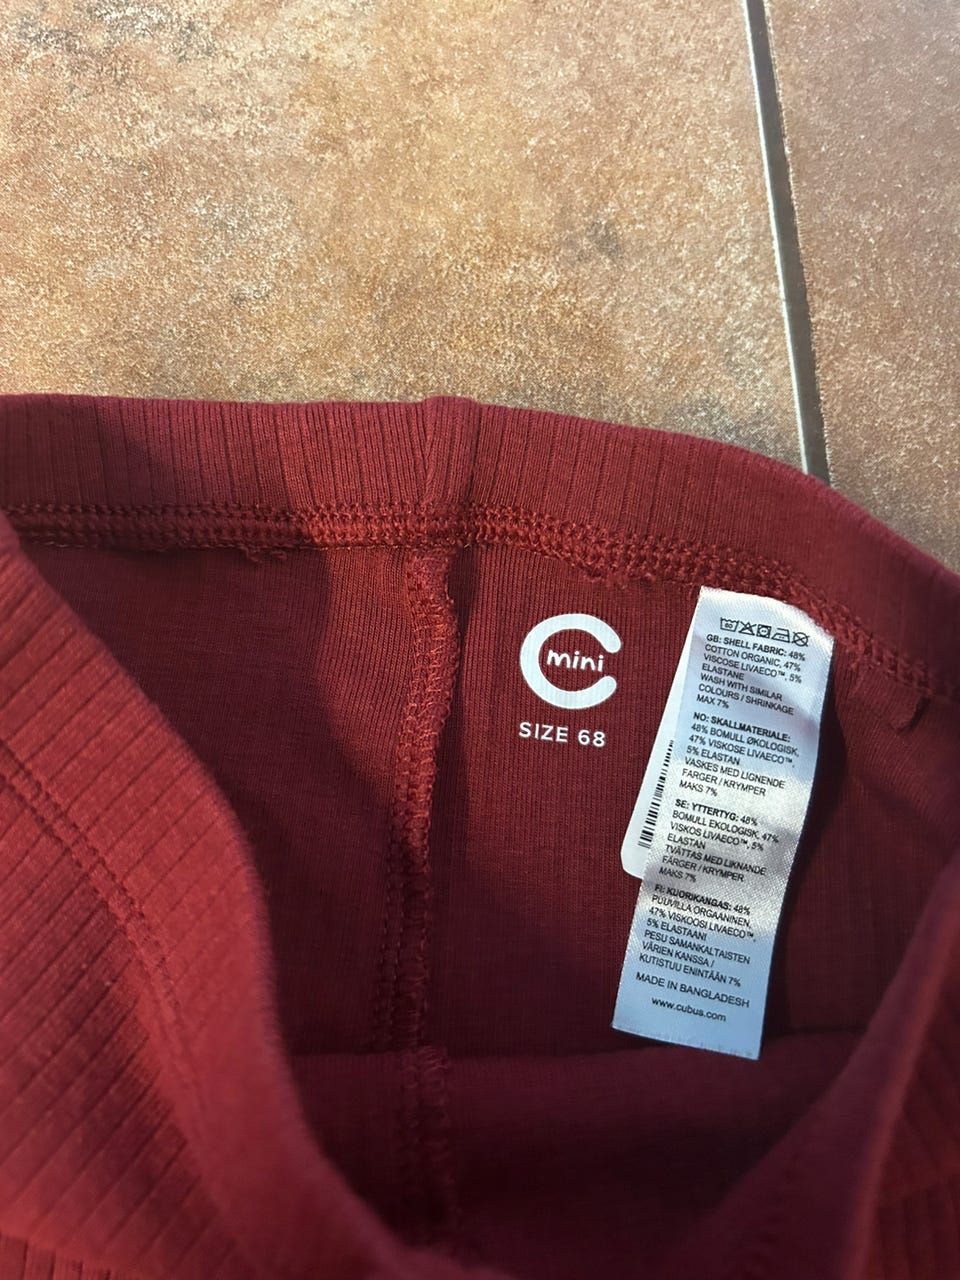 mini
SIZE 68
60
GB: SHELL FABRIC: 48%
COTTON ORGANIC, 47%
VISCOSE LIVAECO™, 5%
ELASTANE
WASH WITH SIMILAR
COLOURS / SHRINKAGE
MAX 7%
NO: SKALLMATERIALE:
48% BOMULL ØKOLOGISK,
47% VISKOSE LIVAECO™,
5% ELASTAN
VASKES MED LIGNENDE
FARGER / KRYMPER
MAKS 7%
SE: YTTERTYG: 48%
BOMULL EKOLOGISK, 47%
VISKOS LIVAECO™, 5%
ELASTAN
TVÄTTAS MED LIKNANDE
FÄRGER / KRYMPER
MAKS 7%
FI: KUORIKANGAS: 48%
PUUVILLA ORGAANINEN,
47% VISKOOSI LIVAECO™,
5% ELASTAANI
PESU SAMANKALTAISTEN
VÄRIEN KANSSA /
KUTISTUU ENINTÄÄN 7%
MADE IN BANGLADESH
www.cubus.com